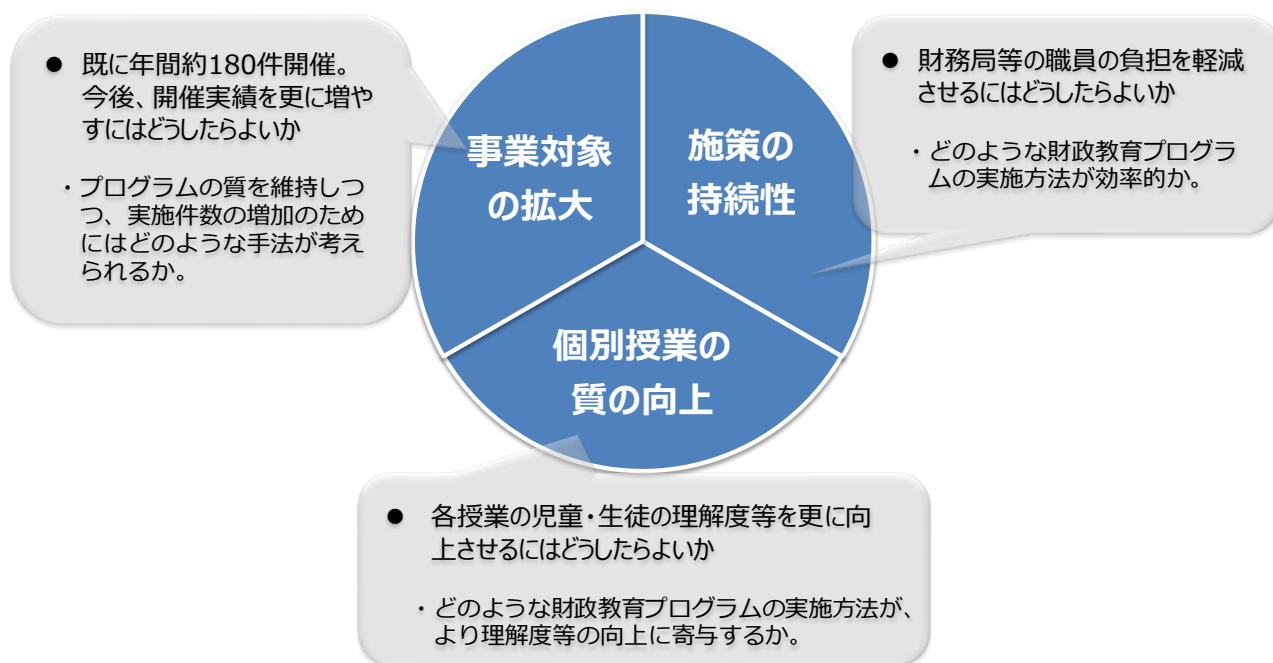 ● 既に年間約180件開催。
今後、開催実績を更に増や
すにはどうしたらよいか
・プログラムの質を維持しつ
つ、実施件数の増加のため
にはどのような手法が考え
られるか。
事業対象
の拡大
施策の
持続性
● 財務局等の職員の負担を軽減
させるにはどうしたらよいか
・どのような財政教育プログラ
ムの実施方法が効率的か。
個別授業の
質の向上
● 各授業の児童・生徒の理解度等を更に向
上させるにはどうしたらよいか
・どのような財政教育プログラムの実施方法が、
より理解度等の向上に寄与するか。